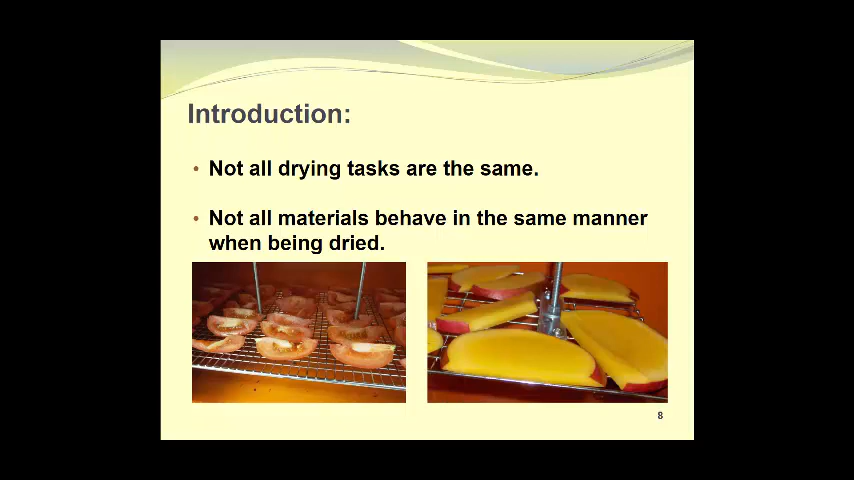 Introduction:
• Not all drying tasks are the same.
• Not all materials behave in the same manner
when being dried.
8